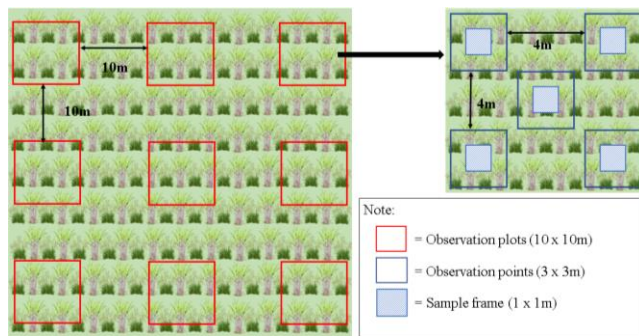 10m
10m
4m
4m
Note:
= Observation plots (10 x 10m)
= Observation points (3 x 3m)
= Sample frame (1 x 1m)